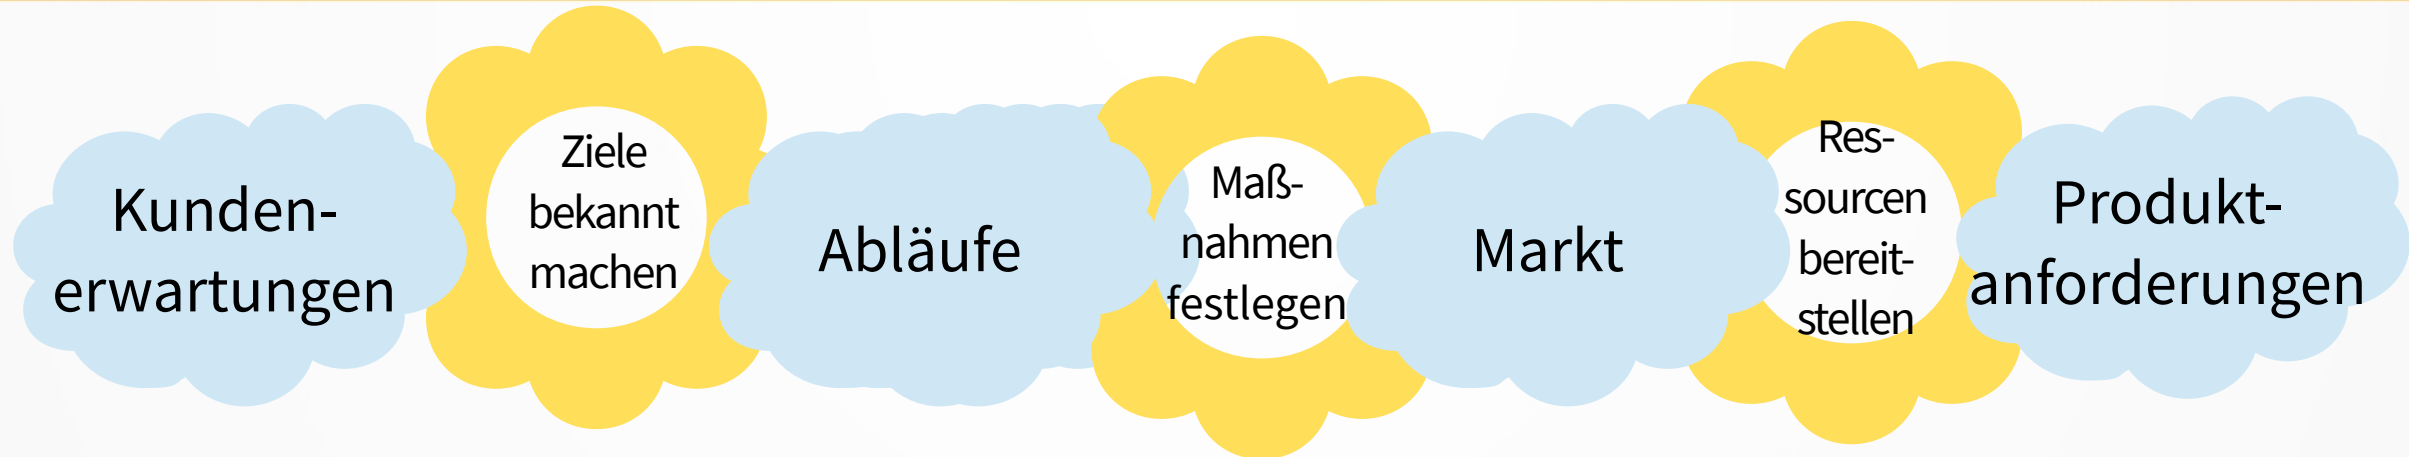 Kunden-
erwartungen
Ziele
bekannt
machen
Abläufe
Maß-
nahmen
festlegen
Markt
Res-
sourcen
bereit-
stellen
Produkt-
anforderungen